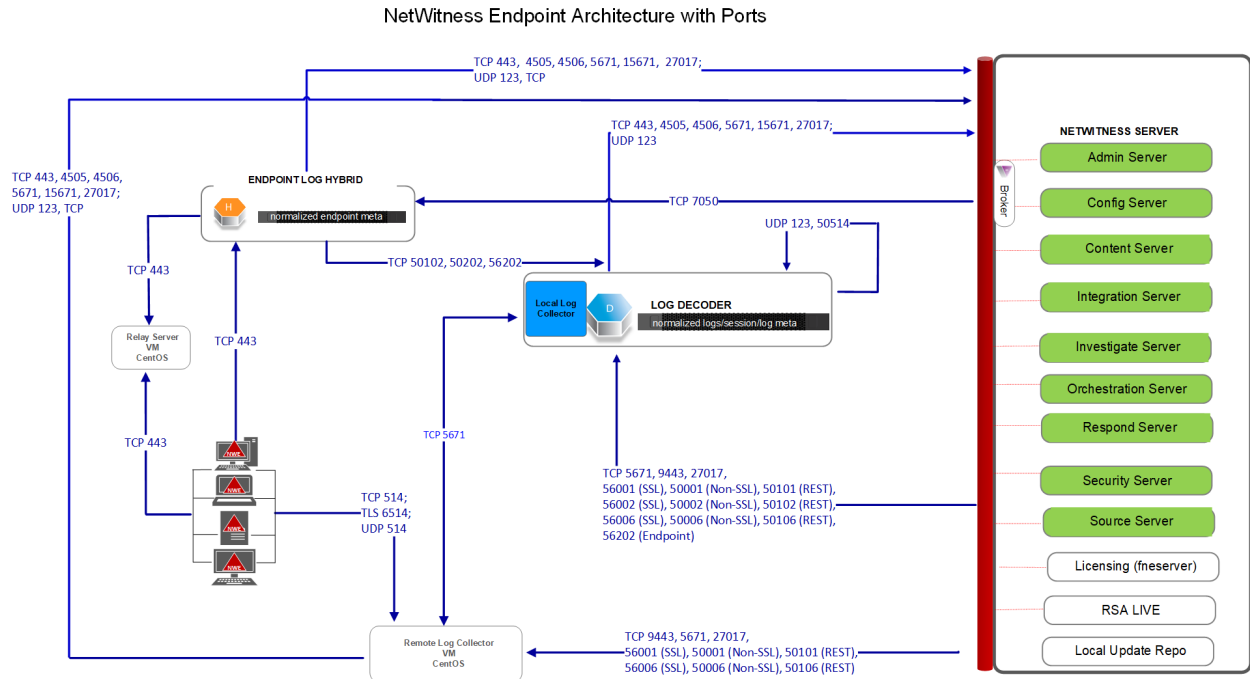 NetWitness Endpoint Architecture with Ports
TCP 443, 4505, 4506, 5671, 15671, 27017;
UDP 123, TCP
TCP 443, 4505, 4506, 5671, 15671, 27017;
UDP 123
NETWITNESS SERVER
Admin Server
Broker
Config Server
Content Server
Integration Server
Investigate Server
Orchestration Server
Respond Server
Security Server
Source Server
Licensing (fneserver)
RSA LIVE
Local Update Repo
TCP 443, 4505, 4506,
5671, 15671, 27017;
UDP 123, TCP
ENDPOINT LOG HYBRID
H
normalized endpoint meta
TCP 7050
UDP 123, 50514
TCP 443
TCP 50102, 50202, 56202
Local Log
Collector
D
LOG DECODER
normalized logs/session/log meta
Relay Server
VM
CentOS
TCP 443
TCP 443
TCP 5671
NWE
NWE
NWE
NWE
TCP 514;
TLS 6514;
UDP 514
TCP 5671, 9443, 27017,
56001 (SSL), 50001 (Non-SSL), 50101 (REST),
56002 (SSL), 50002 (Non-SSL), 50102 (REST),
56006 (SSL), 50006 (Non-SSL), 50106 (REST),
56202 (Endpoint)
Remote Log Collector
VM
CentOS
TCP 9443, 5671, 27017,
56001 (SSL), 50001 (Non-SSL), 50101 (REST),
56006 (SSL), 50006 (Non-SSL), 50106 (REST)